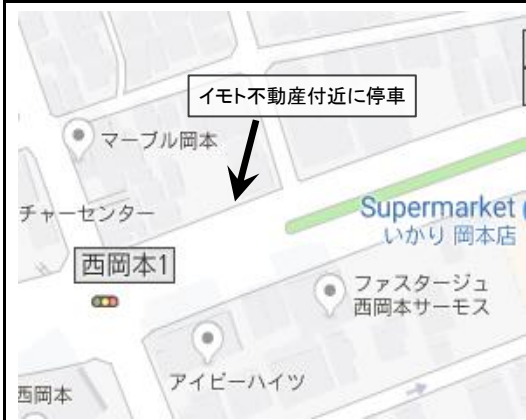 イモト不動産付近に停車
マーブル岡本
チャーセンター
Supermarket
いかり 岡本店
西岡本1
ファスタージュ
西岡本サーモス
アイビーハイツ
西岡本